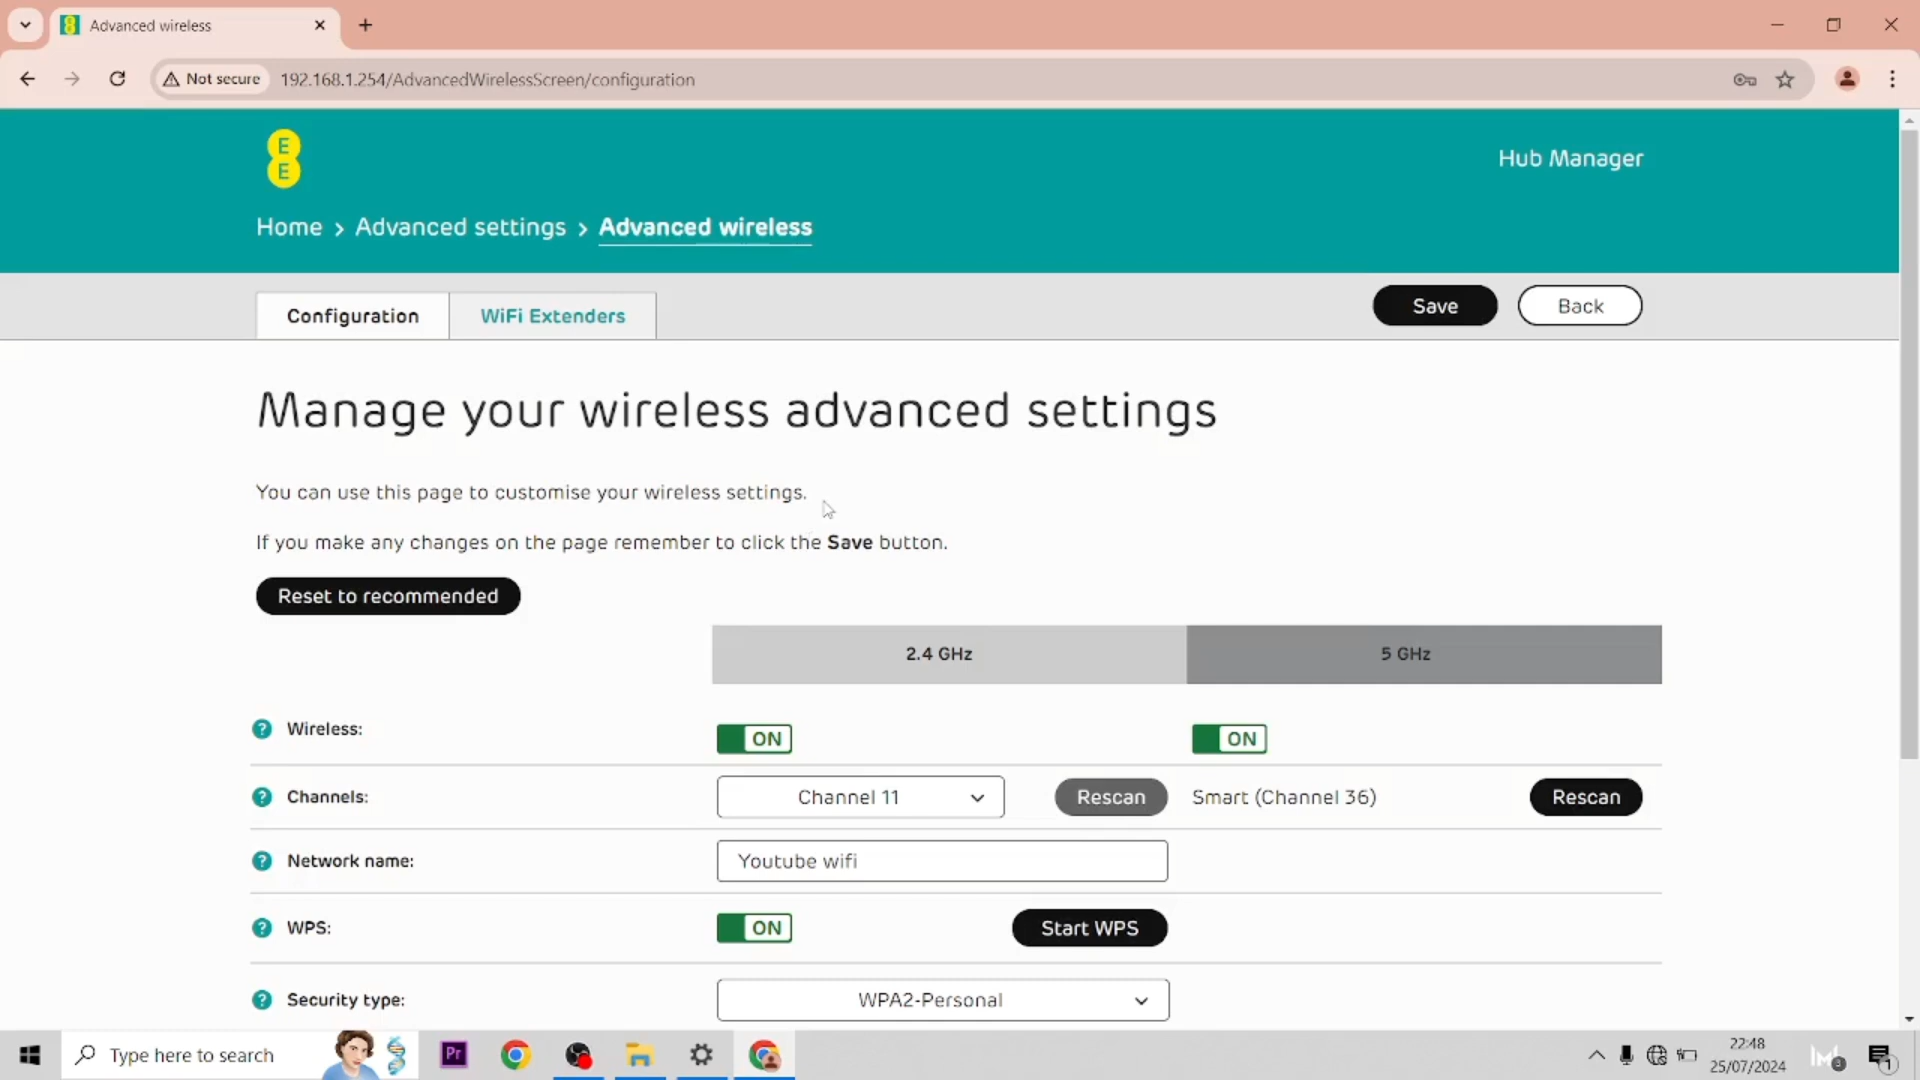 Advanced wireless
Not secure
192.168.1.254/AdvancedWirelessScreen/configuration
E
E
Hub Manager
Home > Advanced settings > Advanced wireless
Configuration
WiFi Extenders
Save
Back
Manage your wireless advanced settings
You can use this page to customise your wireless settings.
If you make any changes on the page remember to click the Save button.
Reset to recommended
2.4 GHz
5 GHz
? Wireless:
ON
ON
? Channels:
Channel 11
Rescan
Smart (Channel 36)
Rescan
? Network name:
Youtube wifi
? WPS:
ON
Start WPS
? Security type:
WPA2-Personal
Type here to search
Pr
22:48
25/07/2024
3
1